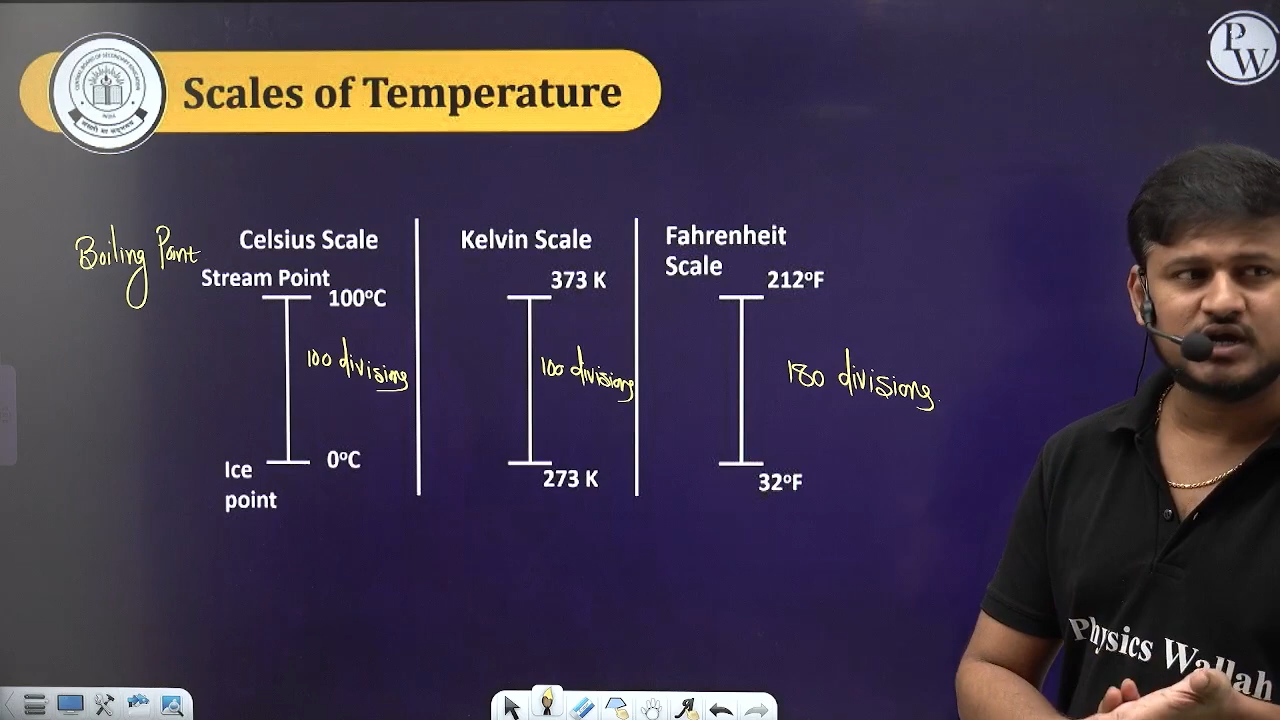 Scales of Temperature
P
W
Boiling Point
Celsius Scale
Stream Point
100°C
100 divisions
Ice
point
0°C
Kelvin Scale
373 K
100 divisions
273 K
Fahrenheit
Scale
212°F
180 divisions
32°F
Physics Wallah